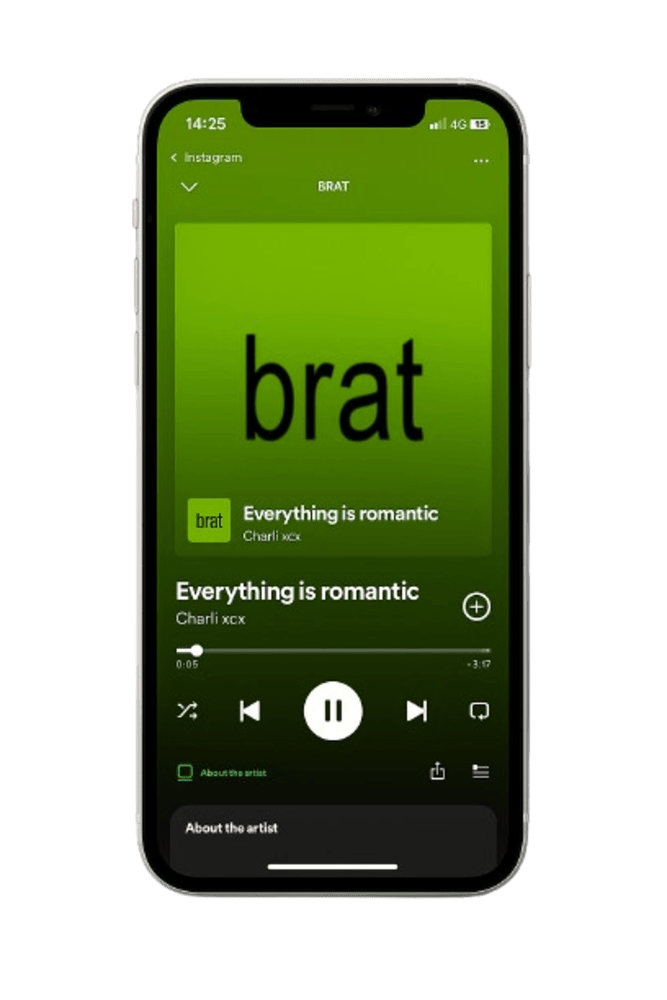 14:25 4G 15
Instagram
BRAT
brat
brat
Everything is romantic
Charli xcx
Everything is romantic
Charli xcx
0:05 -3:17
About the artist
About the artist